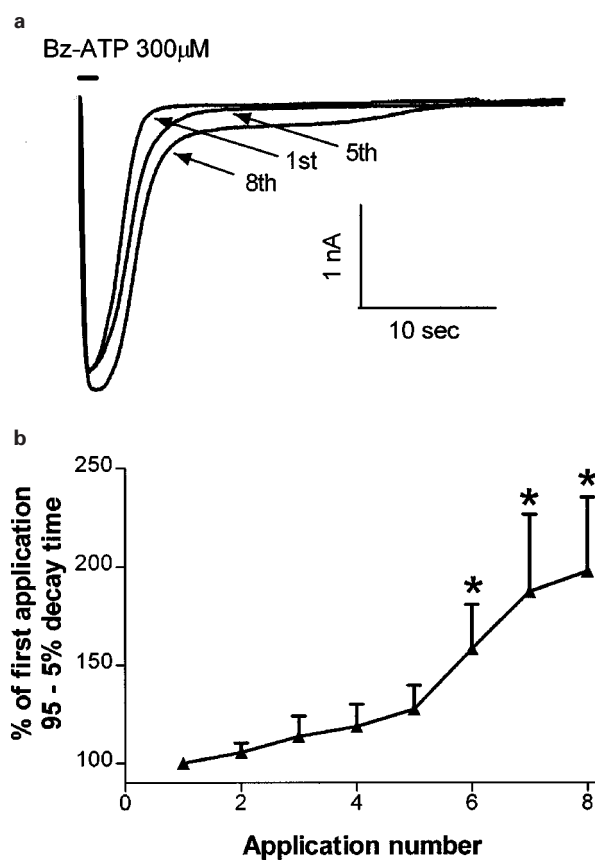 a
Bz-ATP 300µM
1st
5th
8th
1 nA
10 sec
b
% of first application
95 - 5% decay time
250
200
150
100
*
*
*
0
2
4
6
8
Application number